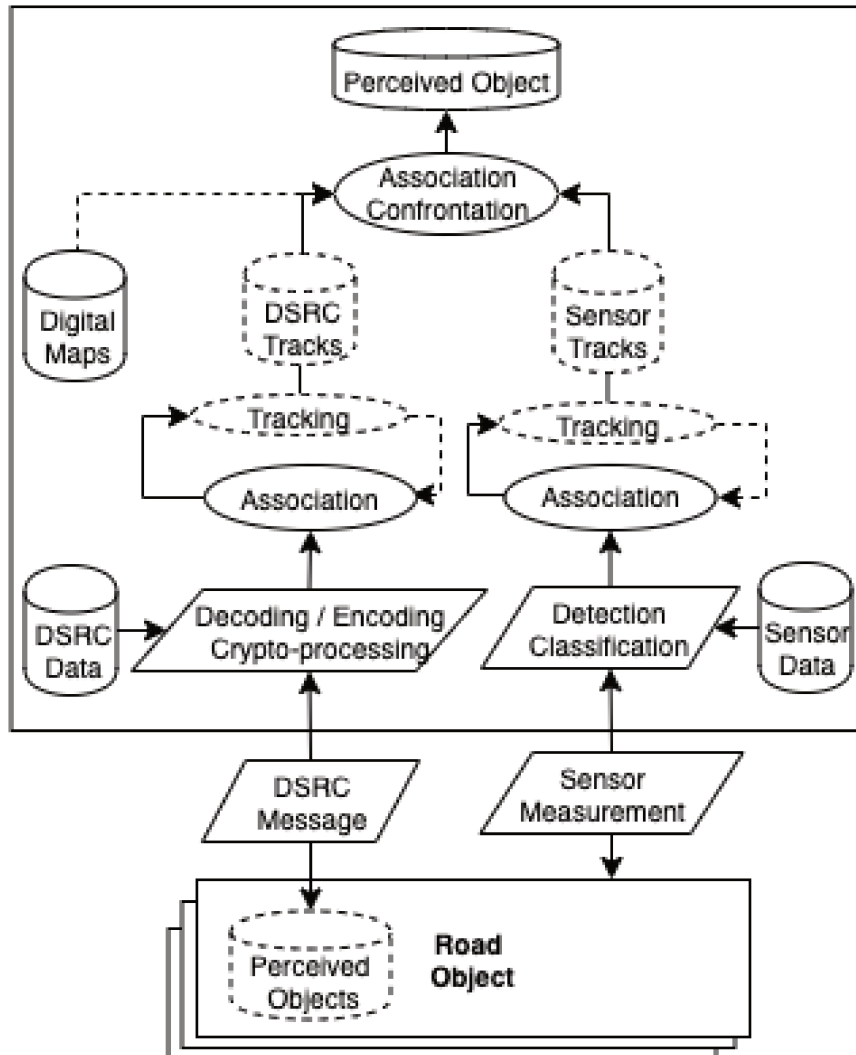 Perceived Object
Association
Confrontation
Digital
Maps
DSRC
Tracks
Sensor
Tracks
Tracking
Tracking
Association
Association
DSRC
Data
Decoding / Encoding
Crypto-processing
Detection
Classification
Sensor
Data
DSRC
Message
Sensor
Measurement
Perceived
Objects
Road
Object